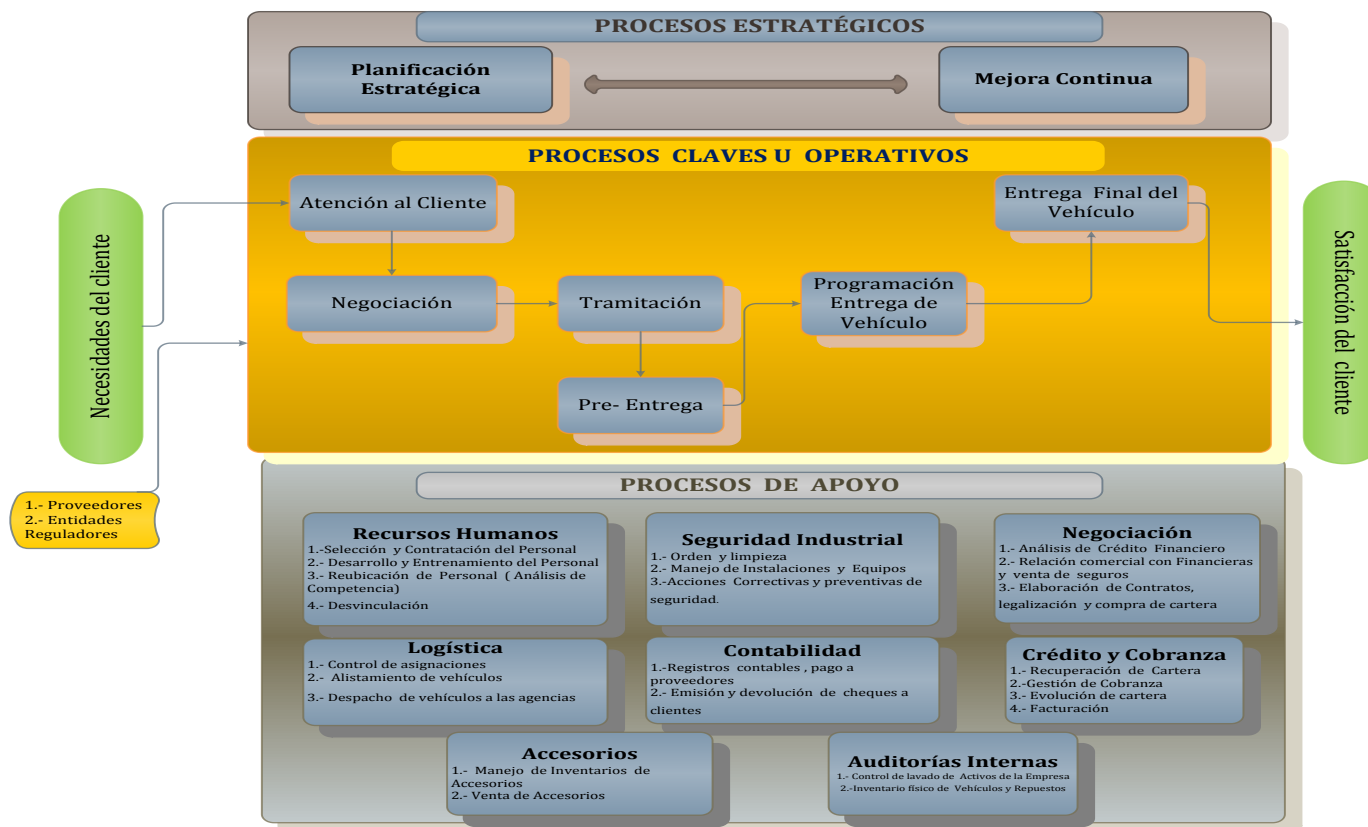 PROCESOS ESTRATÉGICOS
Planificación
Estratégica
Mejora Continua
PROCESOS CLAVES U OPERATIVOS
Necesidades del cliente
Atención al Cliente
Negociación
Tramitación
Pre- Entrega
Programación
Entrega de
Vehículo
Entrega Final del
Vehículo
Satisfacción del cliente
1.- Proveedores
2.- Entidades
Reguladores
PROCESOS DE APOYO
Recursos Humanos
1.-Selección y Contratación del Personal
2.- Desarrollo y Entrenamiento del Personal
3.- Reubicación de Personal ( Análisis de
Competencia)
4.- Desvinculación
Seguridad Industrial
1.- Orden y limpieza
2.- Manejo de Instalaciones y Equipos
3.-Acciones Correctivas y preventivas de
seguridad.
Negociación
1.- Análisis de Crédito Financiero
2.- Relación comercial con Financieras
y venta de seguros
3.- Elaboración de Contratos,
legalización y compra de cartera
Logística
1.- Control de asignaciones
2.- Alistamiento de vehículos
3.- Despacho de vehículos a las agencias
Contabilidad
1.-Registros contables , pago a
proveedores
2.- Emisión y devolución de cheques a
clientes
Crédito y Cobranza
1.- Recuperación de Cartera
2.-Gestión de Cobranza
3.- Evolución de cartera
4.- Facturación
Accesorios
1.- Manejo de Inventarios de
Accesorios
2.- Venta de Accesorios
Auditorías Internas
1.- Control de lavado de Activos de la Empresa
2.-Inventario físico de Vehículos y Repuestos